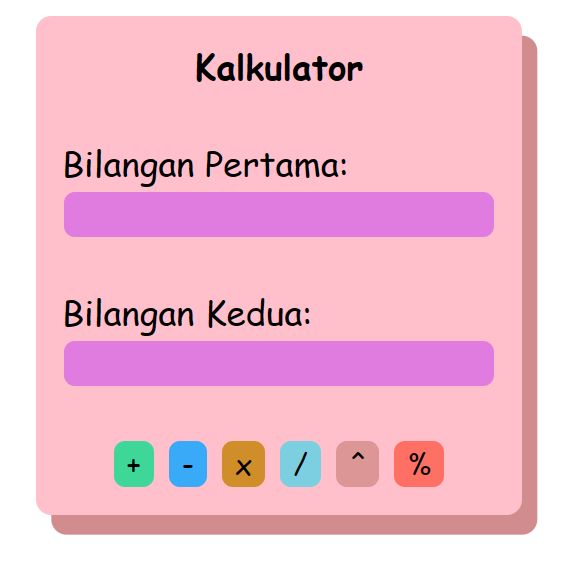 Kalkulator
Bilangan Pertama:
Bilangan Kedua:
+ - x / ^ %